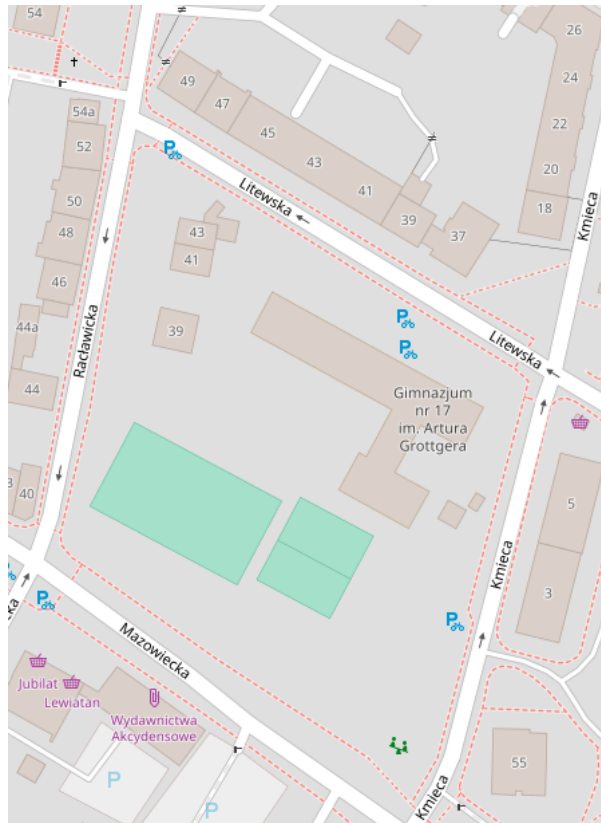 54
26
49
24
47
54a
45
22
52
43
20
41
50
18
Litewska
39
Kmieca
48
43
37
41
46
Racławicka
44a
39
Litewska
44
Gimnazjum
nr 17
im. Artura
Grottgera
40
5
Kmieca
3
Mazowiecka
Jubilat
Lewiatan
Wydawnictwa
Akcydensowe
55
P
P
Kmieca
P
P
P
P
P